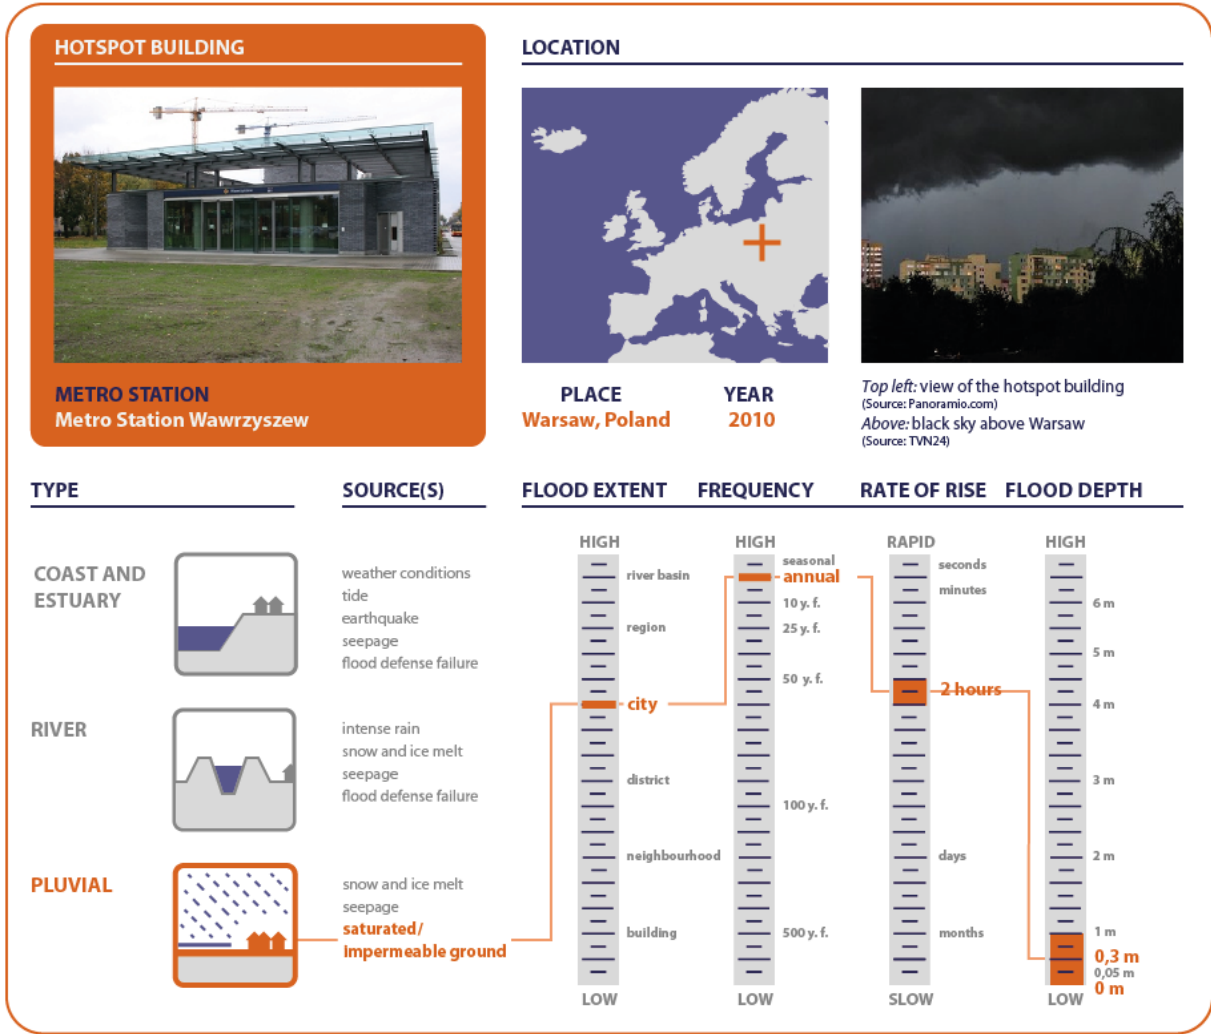 HOTSPOT BUILDING
METRO STATION
Metro Station Wawrzyszew
LOCATION
PLACE
Warsaw, Poland
YEAR
2010
Top left: view of the hotspot building
(Source: Panoramio.com)
Above: black sky above Warsaw
(Source: TVN24)
TYPE
COAST AND
ESTUARY
RIVER
PLUVIAL
SOURCE(S)
weather conditions
tide
earthquake
seepage
flood defense failure
intense rain
snow and ice melt
seepage
flood defense failure
snow and ice melt
seepage
saturated/
Impermeable ground
FLOOD EXTENT
HIGH
river basin
region
city
district
neighbourhood
building
LOW
FREQUENCY
HIGH
seasonal
annual
10 y. f.
25 y. f.
50 y. f.
100 y. f.
500 y. f.
LOW
RATE OF RISE
RAPID
seconds
minutes
2 hours
days
months
SLOW
FLOOD DEPTH
HIGH
6 m
5 m
4 m
3 m
2 m
1 m
0,3 m
0,05 m
0 m
LOW